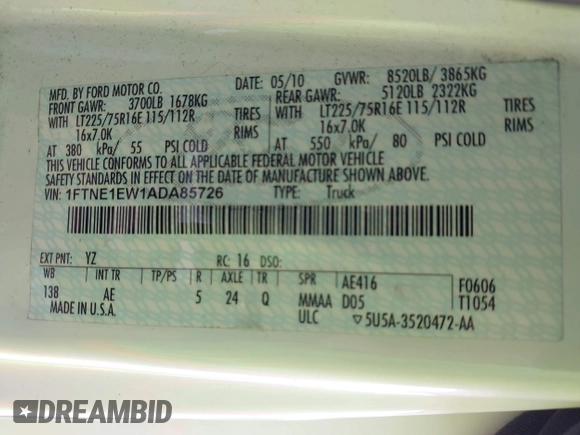 MFD. BY FORD MOTOR CO. DATE: 05/10 GVWR: 8520LB/ 3865KG
FRONT GAWR: 3700LB 1678KG REAR GAWR: 5120LB 2322KG
WITH LT225/75R16E 115/112R TIRES WITH LT225/75R16E 115/112R TIRES
16x7.0K RIMS 16x7.0K RIMS
AT 380 kPa/ 55 PSI COLD AT 550 kPa/ 80 PSI COLD
THIS VEHICLE CONFORMS TO ALL APPLICABLE FEDERAL MOTOR VEHICLE
SAFETY STANDARDS IN EFFECT ON THE DATE OF MANUFACTURE SHOWN ABOVE.
VIN: 1FTNE1EW1ADA85726 TYPE: Truck
EXT PNT: YZ RC: 16 DSO:
WB INT TR TP/PS R AXLE TR SPR AE416 F0606
138 AE 5 24 Q MMAA D05 T1054
MADE IN U.S.A. ULC ▽5U5A-3520472-AA
DREAMBID